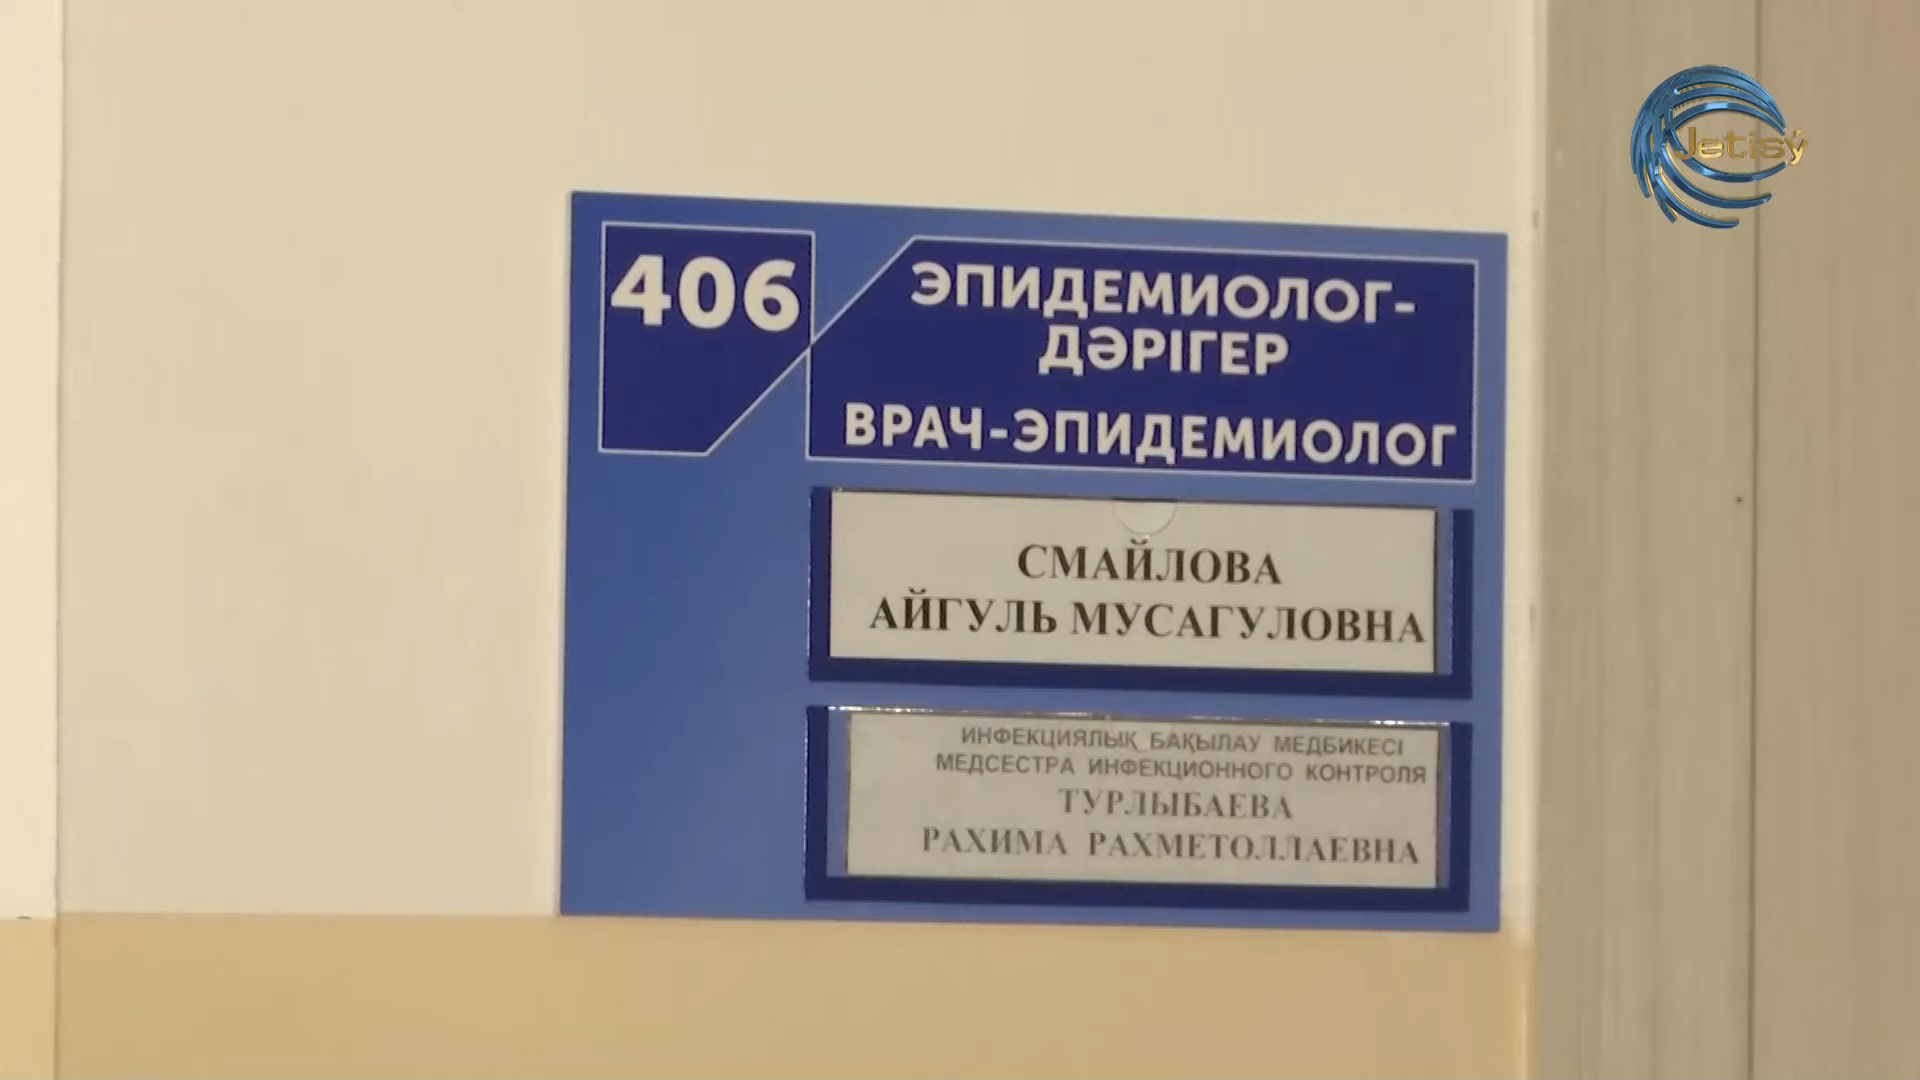 Jetisý
406
ЭПИДЕМИОЛОГ-
ДӘРІГЕР
ВРАЧ-ЭПИДЕМИОЛОГ
СМАЙЛОВА
АЙГУЛЬ МУСАГУЛОВНА
ИНФЕКЦИЯЛЫҚ БАҚЫЛАУ МЕДБИКЕСІ
МЕДСЕСТРА ИНФЕКЦИОННОГО КОНТРОЛЯ
ТУРЛЫБАЕВА
РАХИМА РАХМЕТОЛЛАЕВНА